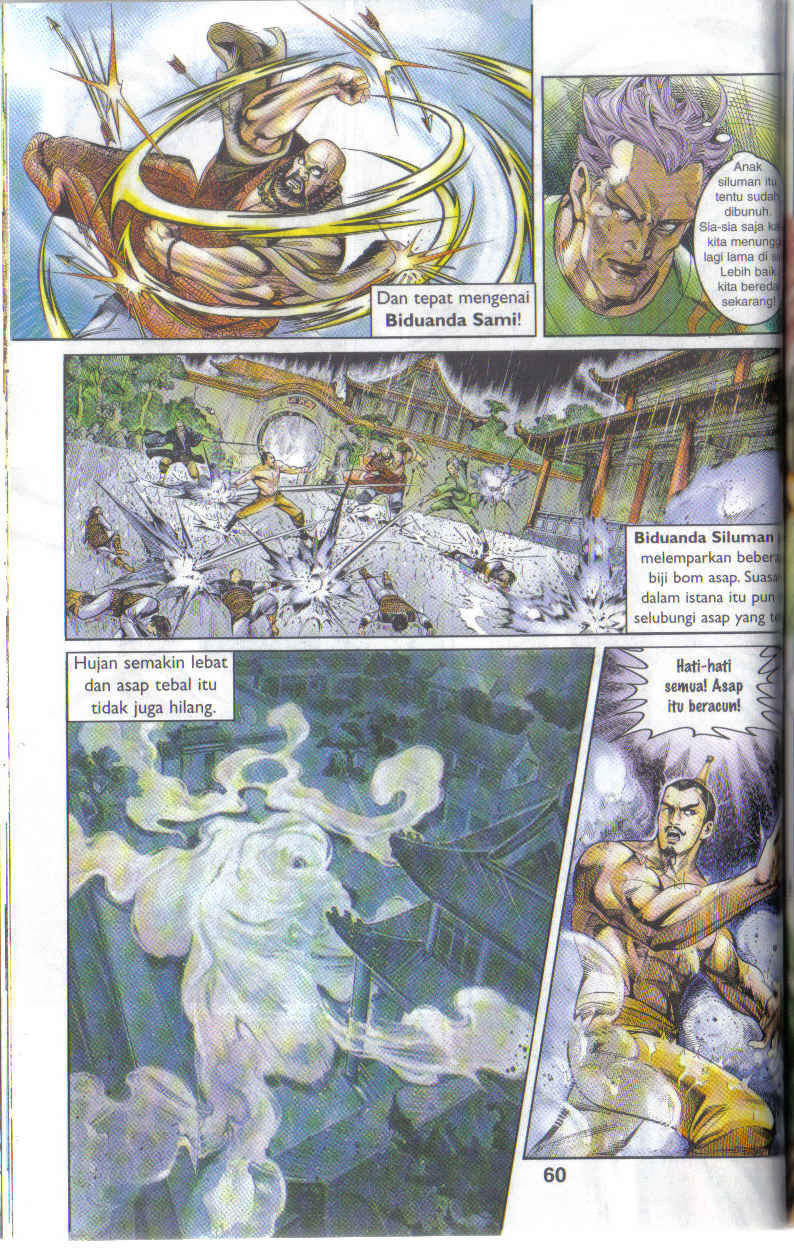 Dan tepat mengenai
Biduanda Sami!
Anak
siluman itu
tentu sudah
dibunuh.
Sia-sia saja
kita menungu
lagi lama di
Lebih baik
kita
sekarang!
Biduanda Siluman
melemparkan
biji bom asap.
dalam istana itu pun
selubungi asap yang
Hujan semakin lebat
dan asap tebal itu
tidak juga hilang.
Hati-hati
semua! Asap
itu beracun!
60